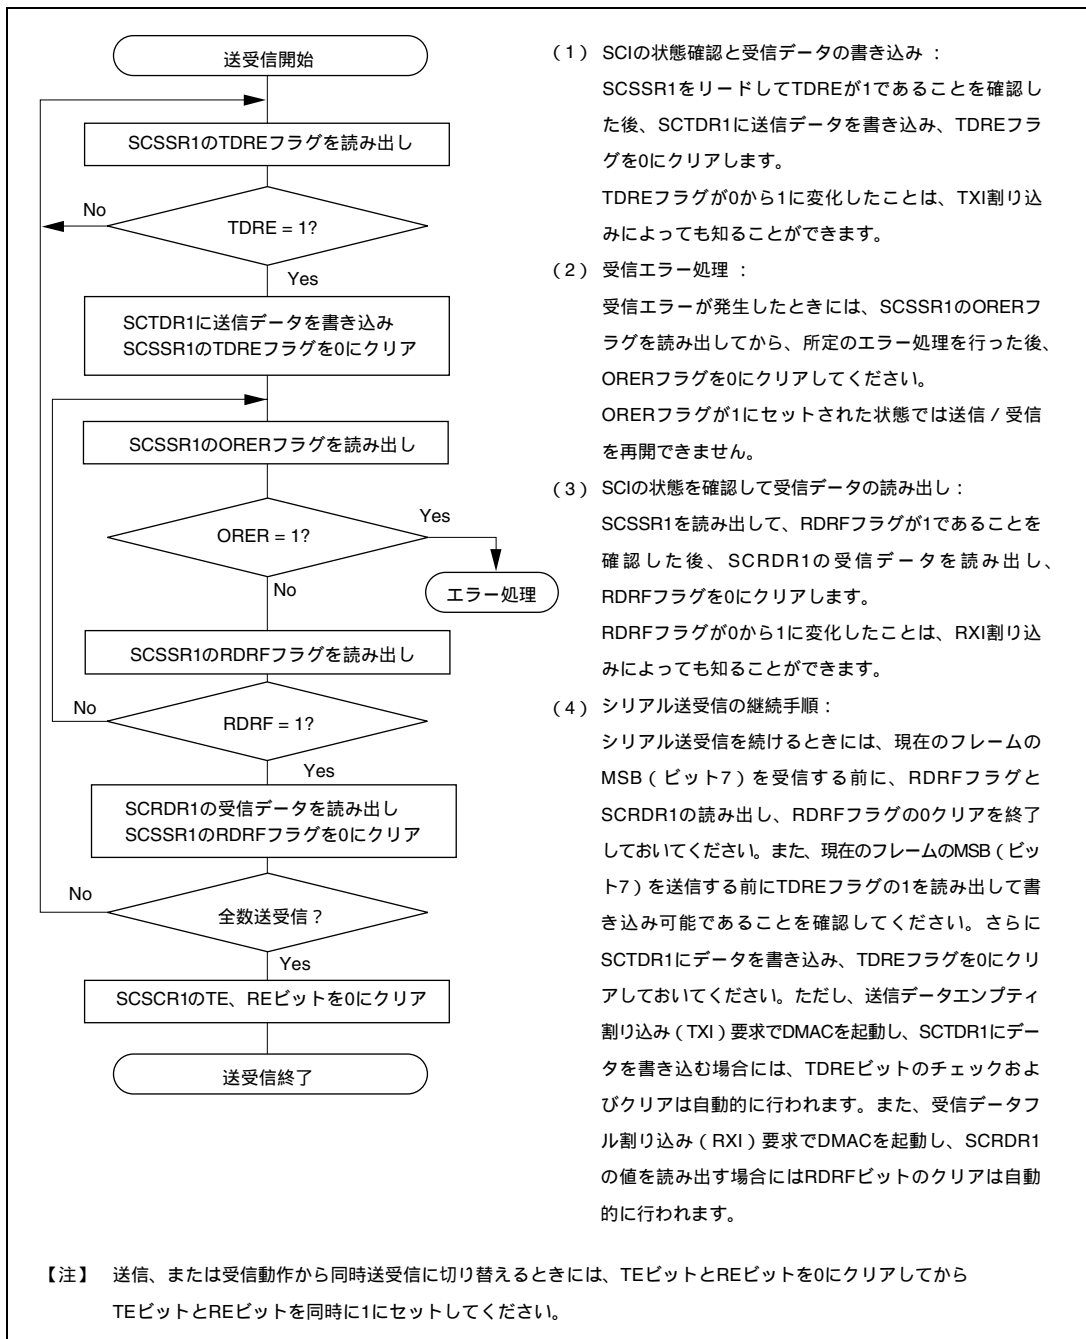 送受信開始
SCSSR1のTDREフラグを読み出し
No
TDRE = 1?
Yes
SCTDR1に送信データを書き込み
SCSSR1のTDREフラグを0にクリア
SCSSR1のORERフラグを読み出し
Yes
ORER = 1?
No
エラー処理
SCSSR1のRDRFフラグを読み出し
No
RDRF = 1?
Yes
SCRDR1の受信データを読み出し
SCSSR1のRDRFフラグを0にクリア
No
全数送受信？
Yes
SCSCR1のTE、REビットを0にクリア
送受信終了
（1） SCIの状態確認と受信データの書き込み：
SCSSR1をリードしてTDREが1であることを確認し
た後、SCTDR1に送信データを書き込み、TDREフラ
グを0にクリアします。
TDREフラグが0から1に変化したことは、TXI割り込
みによっても知ることができます。
（2） 受信エラー処理：
受信エラーが発生したときには、SCSSR1のORERフ
ラグを読み出してから、所定のエラー処理を行った後、
ORERフラグを0にクリアしてください。
ORERフラグが1にセットされた状態では送信／受信
を再開できません。
（3） SCIの状態を確認して受信データの読み出し：
SCSSR1を読み出して、RDRFフラグが1であることを
確認した後、SCRDR1の受信データを読み出し、
RDRFフラグを0にクリアします。
RDRFフラグが0から1に変化したことは、RXI割り込
みによっても知ることができます。
（4） シリアル送受信の継続手順：
シリアル送受信を続けるときには、現在のフレームの
MSB（ビット7）を受信する前に、RDRFフラグと
SCRDR1の読み出し、RDRFフラグの0クリアを終了
しておいてください。また、現在のフレームのMSB（ビッ
ト7）を送信する前にTDREフラグの1を読み出して書
き込み可能であることを確認してください。さらに
SCTDR1にデータを書き込み、TDREフラグを0にクリ
アしておいてください。ただし、送信データエンプティ
割り込み（TXI）要求でDMACを起動し、SCTDR1にデー
タを書き込む場合には、TDREビットのチェックおよ
びクリアは自動的に行われます。また、受信データフ
ル割り込み（RXI）要求でDMACを起動し、SCRDR1
の値を読み出す場合にはRDRFビットのクリアは自動
的に行われます。
【注】 送信、または受信動作から同時送受信に切り替えるときには、TEビットとREビットを0にクリアしてから
TEビットとREビットを同時に1にセットしてください。